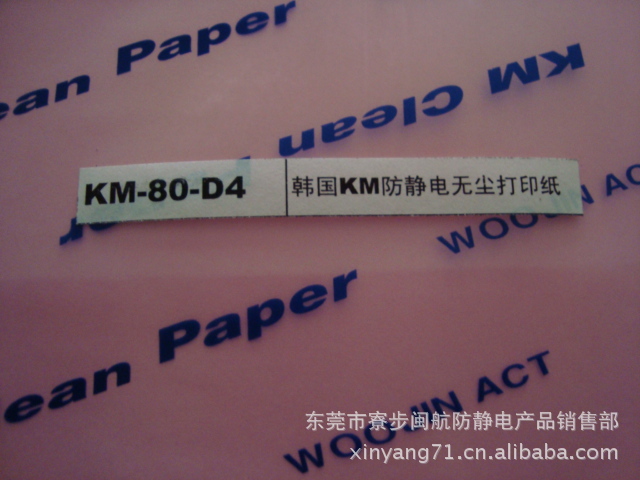 Clean Paper
KM Clean
KM-80-D4 韩国KM防静电无尘打印纸
WOOJIN ACT
ean Paper
WOOJIN ACT
东莞市寮步闽航防静电产品销售部
xinyang71.cn.alibaba.com